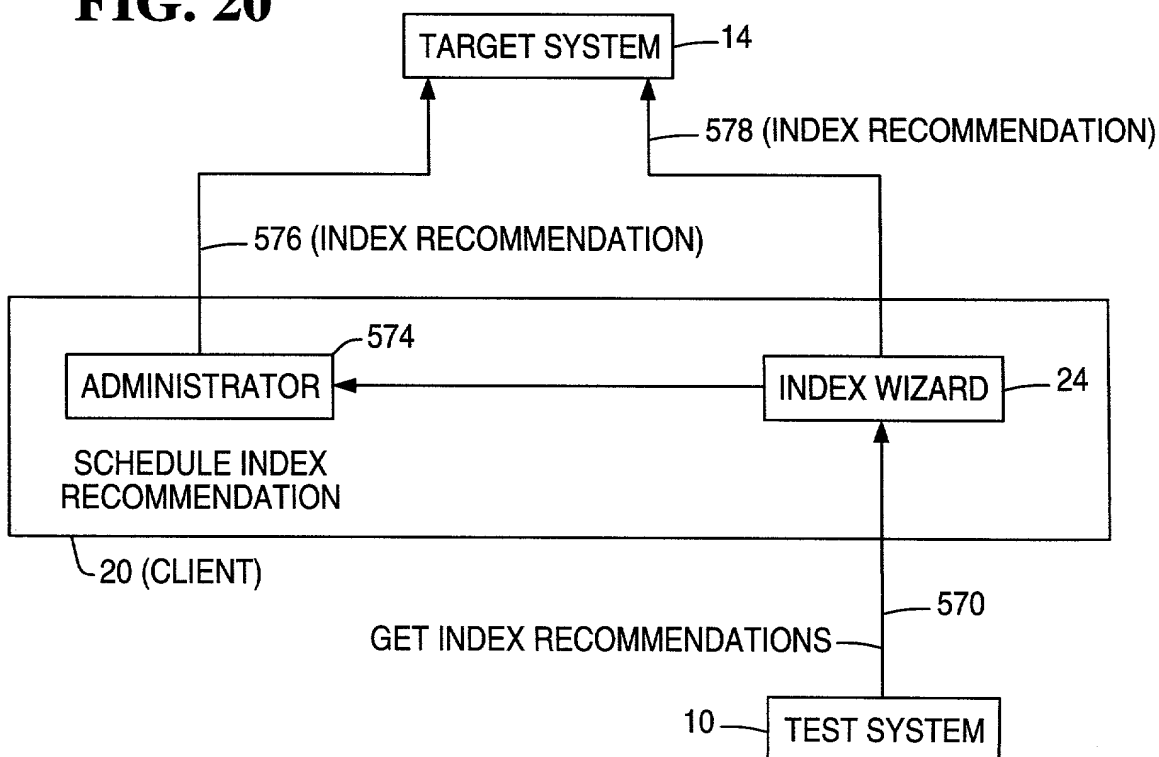 FIG. 20
TARGET SYSTEM
14
578 (INDEX RECOMMENDATION)
576 (INDEX RECOMMENDATION)
574
ADMINISTRATOR
INDEX WIZARD
24
SCHEDULE INDEX
RECOMMENDATION
20 (CLIENT)
570
GET INDEX RECOMMENDATIONS
10
TEST SYSTEM